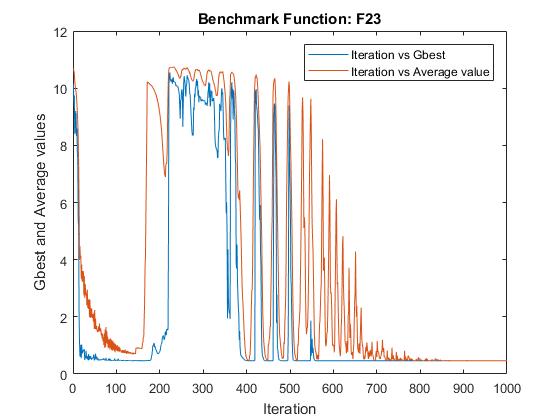 Benchmark Function: F23
Iteration vs Gbest
Iteration vs Average value
Gbest and Average values
12
10
8
6
4
2
0
0 100 200 300 400 500 600 700 800 900 1000
Iteration